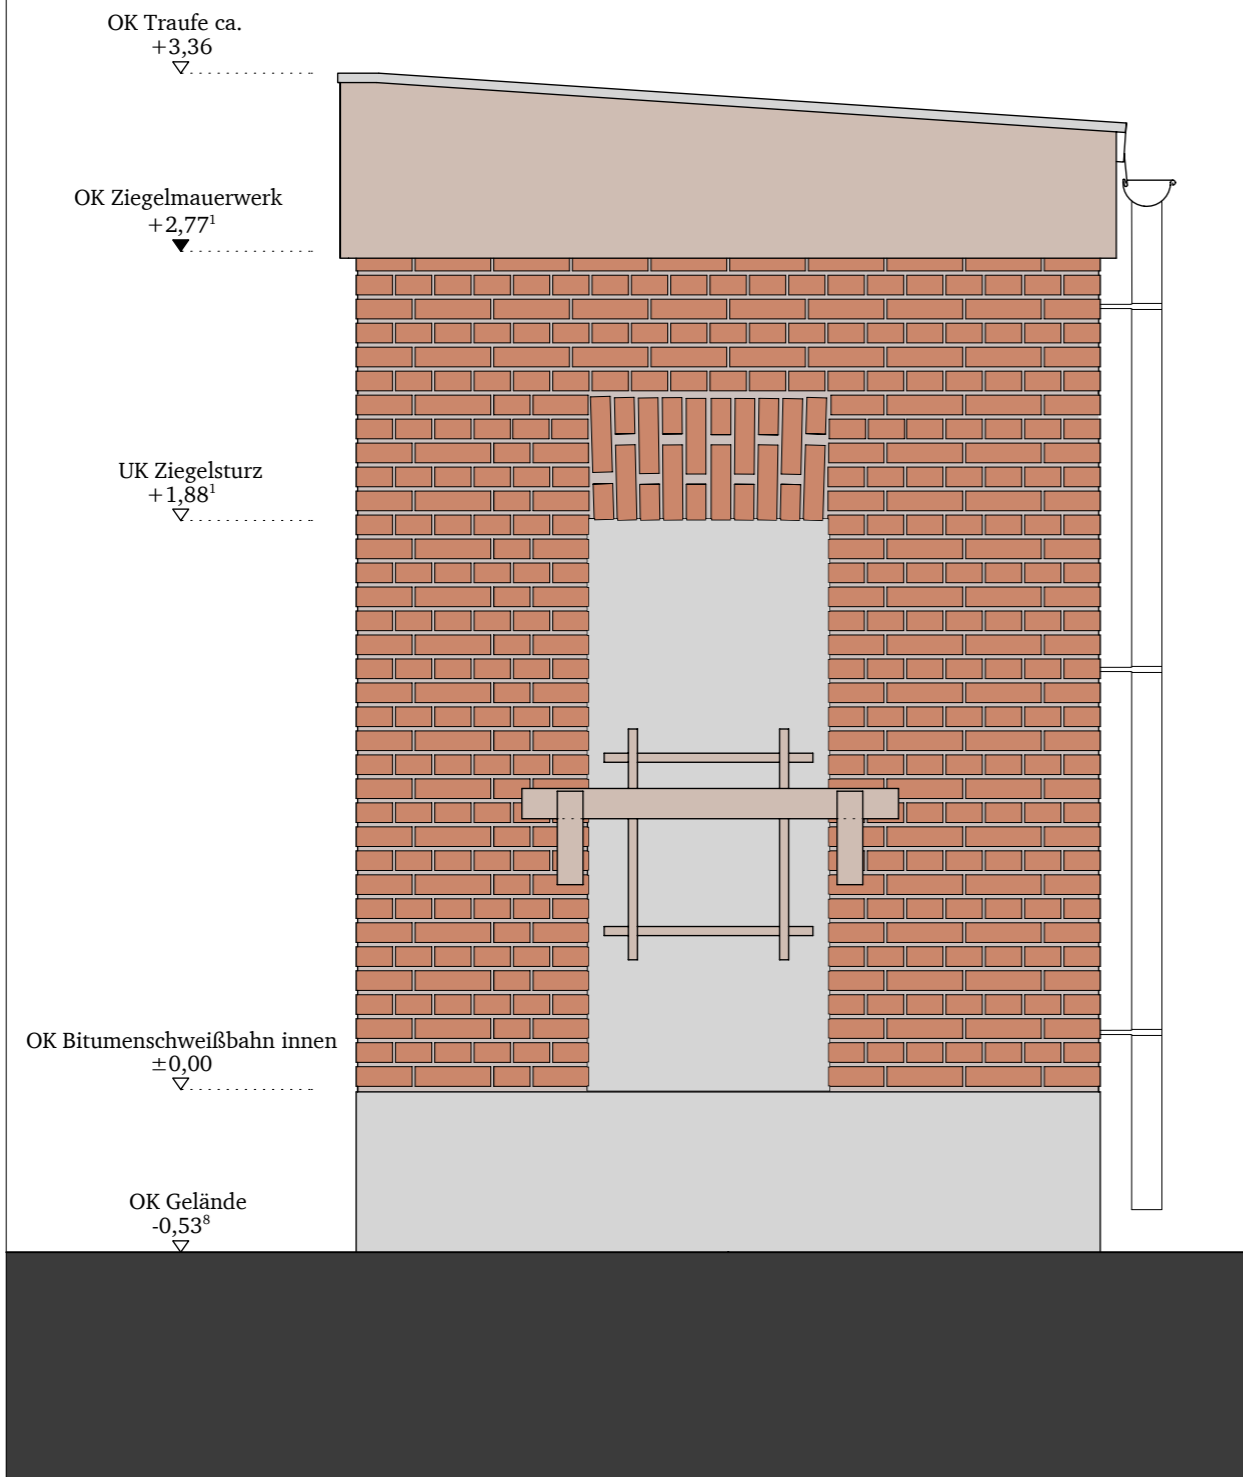 OK Traufe ca.
+3,36
OK Ziegelmauerwerk
+2,77¹
UK Ziegelsturz
+1,88¹
OK Bitumenschweißbahn innen
±0,00
OK Gelände
-0,53⁸